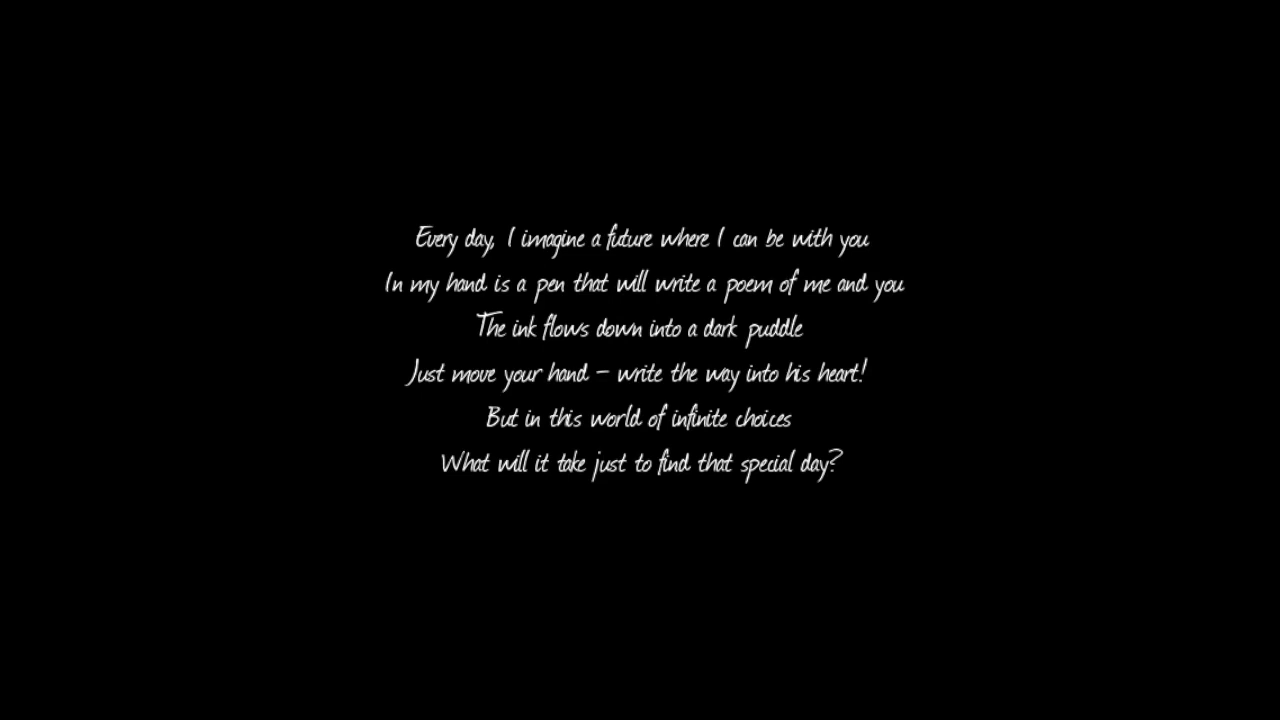 Every day, I imagine a future where I can be with you
In my hand is a pen that will write a poem of me and you
The ink flows down into a dark puddle
Just move your hand – write the way into his heart!
But in this world of infinite choices
What will it take just to find that special day?